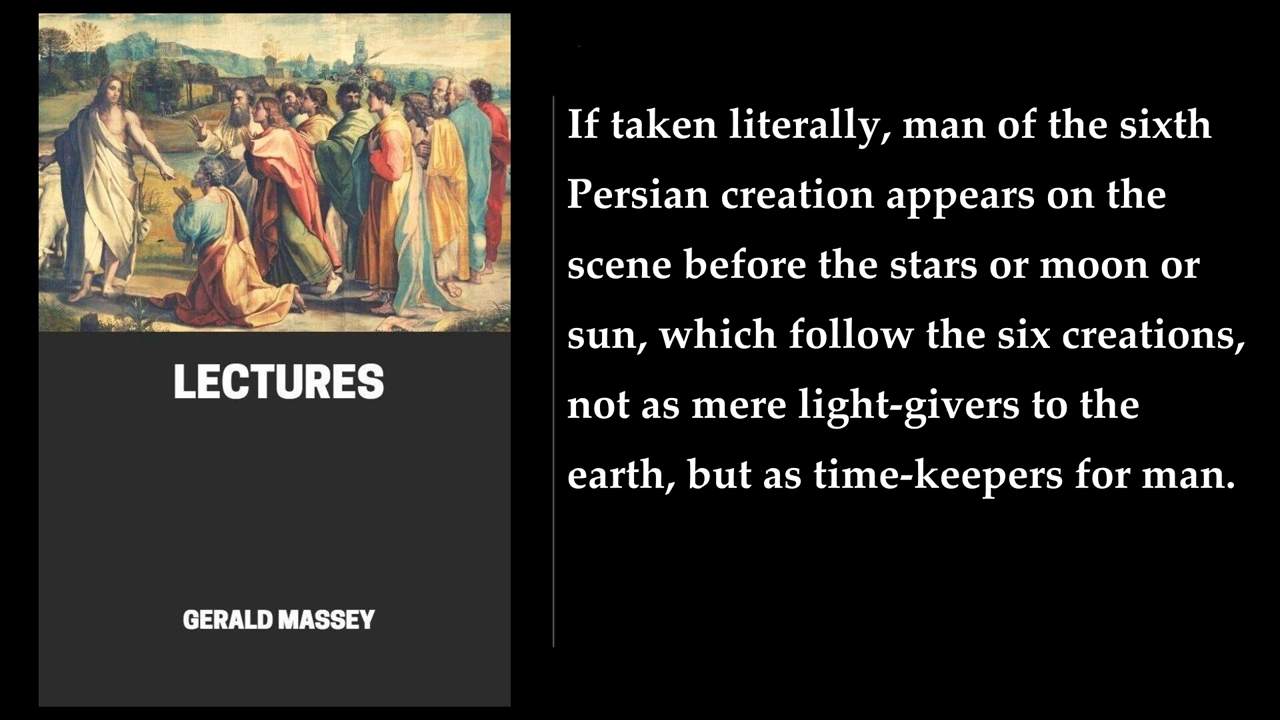 LECTURES
GERALD MASSEY
If taken literally, man of the sixth
Persian creation appears on the
scene before the stars or moon or
sun, which follow the six creations,
not as mere light-givers to the
earth, but as time-keepers for man.